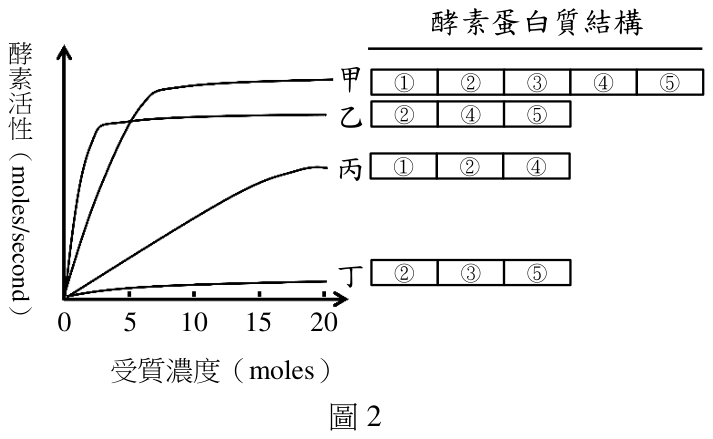 酵素蛋白質結構
酵素活性（moles/second）
甲 ① ② ③ ④ ⑤
乙 ② ④ ⑤
丙 ① ② ④
丁 ② ③ ⑤
0 5 10 15 20
受質濃度（moles）
圖 2